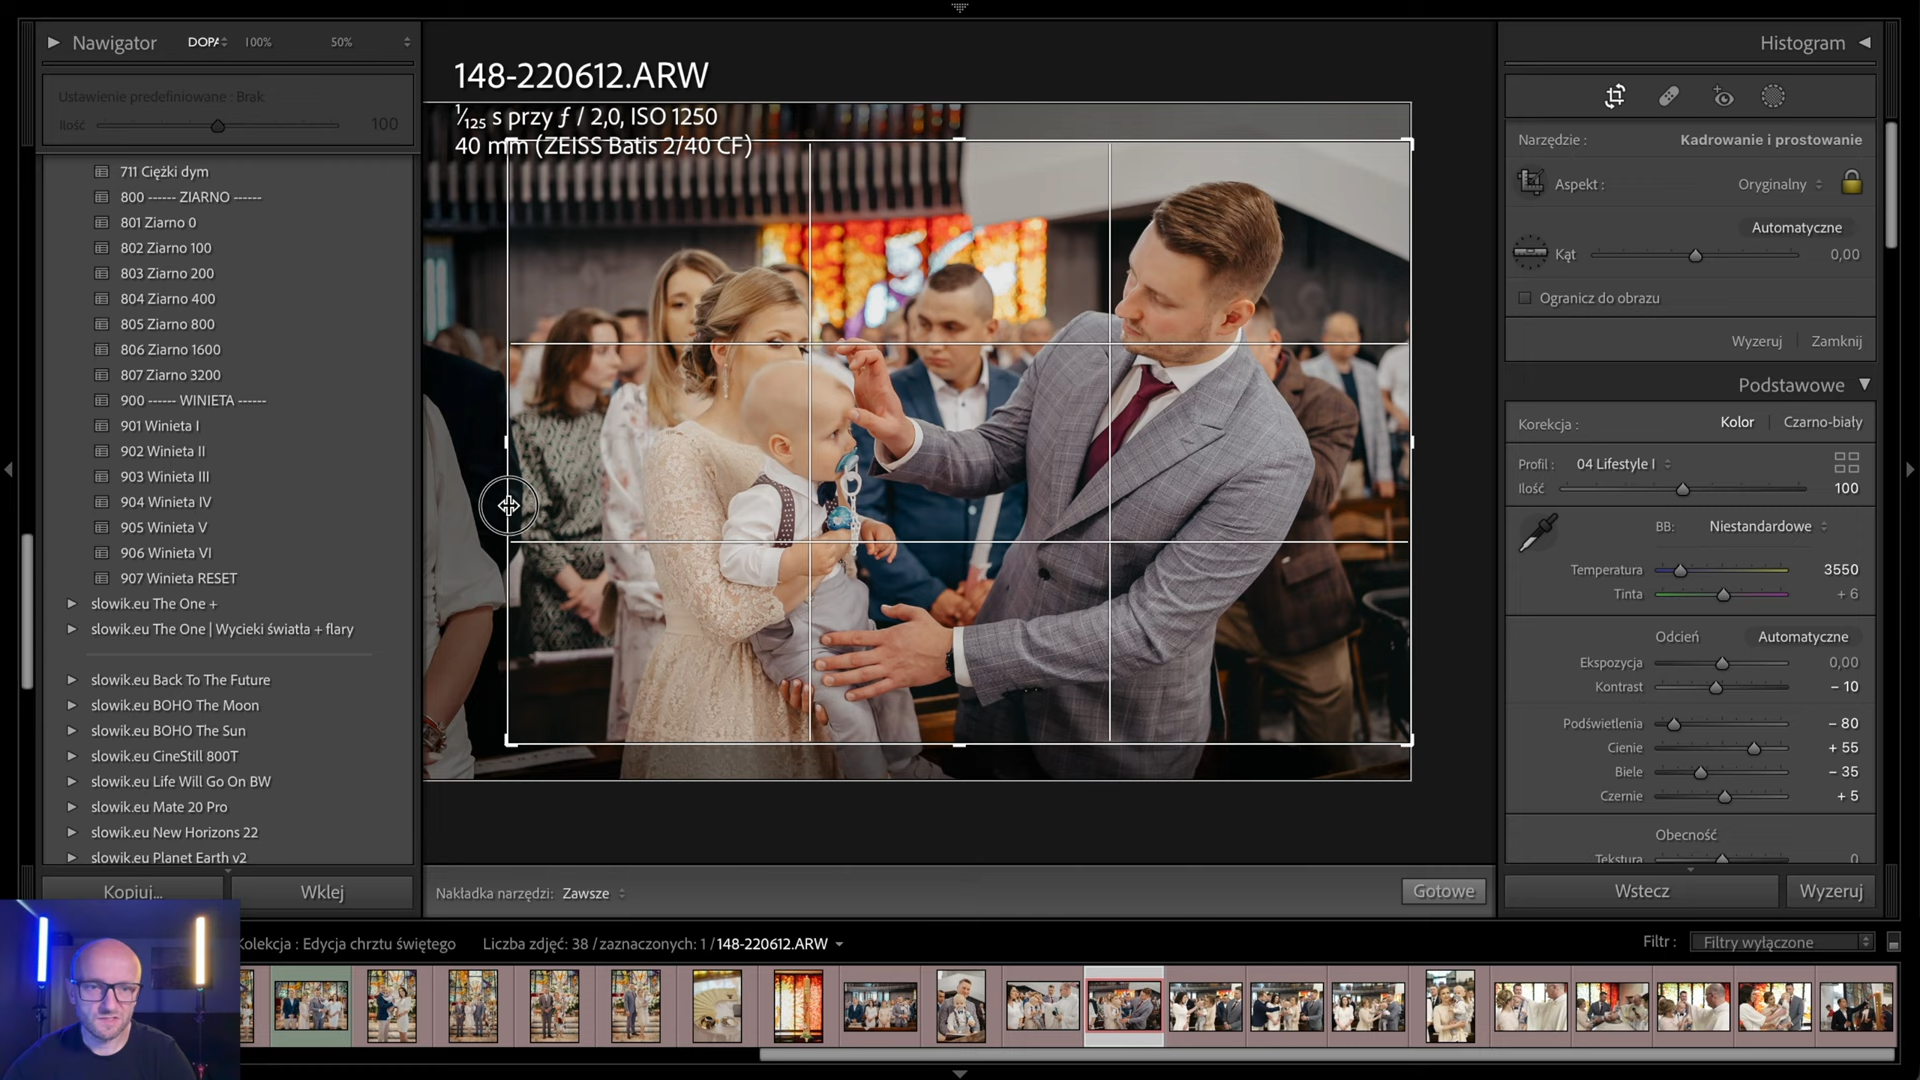 Nawigator DOPA 100% 50%
Ustawienie predefiniowane : Brak
Ilość 100
711 Ciężki dym
800 ------ ZIARNO ------
801 Ziarno 0
802 Ziarno 100
803 Ziarno 200
804 Ziarno 400
805 Ziarno 800
806 Ziarno 1600
807 Ziarno 3200
900 ------ WINIETA ------
901 Winieta I
902 Winieta II
903 Winieta III
904 Winieta IV
905 Winieta V
906 Winieta VI
907 Winieta RESET
slowik.eu The One +
slowik.eu The One | Wycieki światła + flary
slowik.eu Back To The Future
slowik.eu BOHO The Moon
slowik.eu BOHO The Sun
slowik.eu CineStill 800T
slowik.eu Life Will Go On BW
slowik.eu Mate 20 Pro
slowik.eu New Horizons 22
slowik.eu Planet Earth v2
Kopiuj... Wklej
148-220612.ARW
1/125 s przy ƒ / 2,0, ISO 1250
40 mm (ZEISS Batis 2/40 CF)
Nakładka narzędzi: Zawsze
Gotowe
Histogram
Narzędzie : Kadrowanie i prostowanie
Aspekt : Oryginalny
Automatyczne
Kąt 0,00
Ogranicz do obrazu
Wyzeruj Zamknij
Podstawowe
Korekcja : Kolor Czarno-biały
Profil : 04 Lifestyle I
Ilość 100
BB: Niestandardowe
Temperatura 3550
Tinta + 6
Odcień Automatyczne
Ekspozycja 0,00
Kontrast – 10
Podświetlenia – 80
Cienie + 55
Biele – 35
Czernie + 5
Obecność
Tekstura 0
Wstecz Wyzeruj
Kolekcja : Edycja chrztu świętego Liczba zdjęć: 38 / zaznaczonych: 1 / 148-220612.ARW
Filtr : Filtry wyłączone